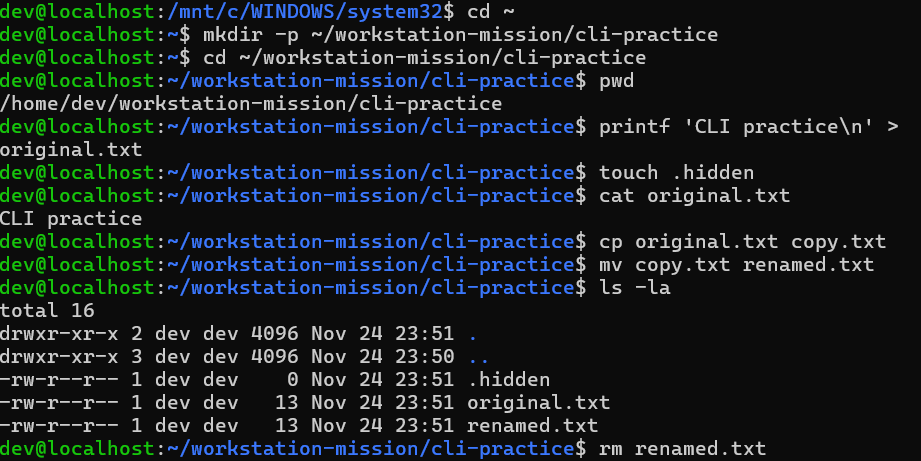 dev@localhost:/mnt/c/WINDOWS/system32$ cd ~
dev@localhost:~$ mkdir -p ~/workstation-mission/cli-practice
dev@localhost:~$ cd ~/workstation-mission/cli-practice
dev@localhost:~/workstation-mission/cli-practice$ pwd
/home/dev/workstation-mission/cli-practice
dev@localhost:~/workstation-mission/cli-practice$ printf 'CLI practice\n' >
original.txt
dev@localhost:~/workstation-mission/cli-practice$ touch .hidden
dev@localhost:~/workstation-mission/cli-practice$ cat original.txt
CLI practice
dev@localhost:~/workstation-mission/cli-practice$ cp original.txt copy.txt
dev@localhost:~/workstation-mission/cli-practice$ mv copy.txt renamed.txt
dev@localhost:~/workstation-mission/cli-practice$ ls -la
total 16
drwxr-xr-x 2 dev dev 4096 Nov 24 23:51 .
drwxr-xr-x 3 dev dev 4096 Nov 24 23:50 ..
-rw-r--r-- 1 dev dev    0 Nov 24 23:51 .hidden
-rw-r--r-- 1 dev dev   13 Nov 24 23:51 original.txt
-rw-r--r-- 1 dev dev   13 Nov 24 23:51 renamed.txt
dev@localhost:~/workstation-mission/cli-practice$ rm renamed.txt